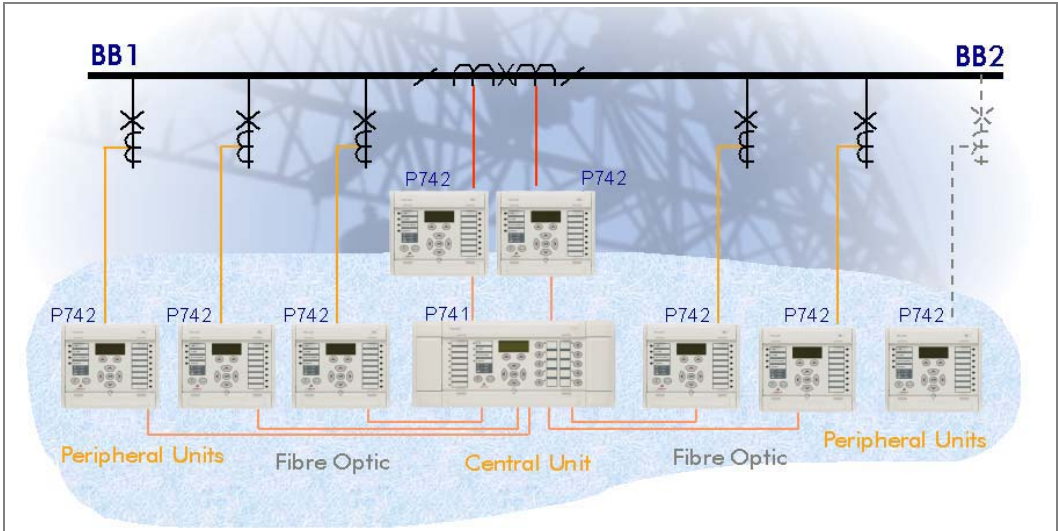 BB1 BB2
P742 P742
P742 P742 P742 P741 P742 P742 P742
Peripheral Units Fibre Optic Central Unit Fibre Optic Peripheral Units